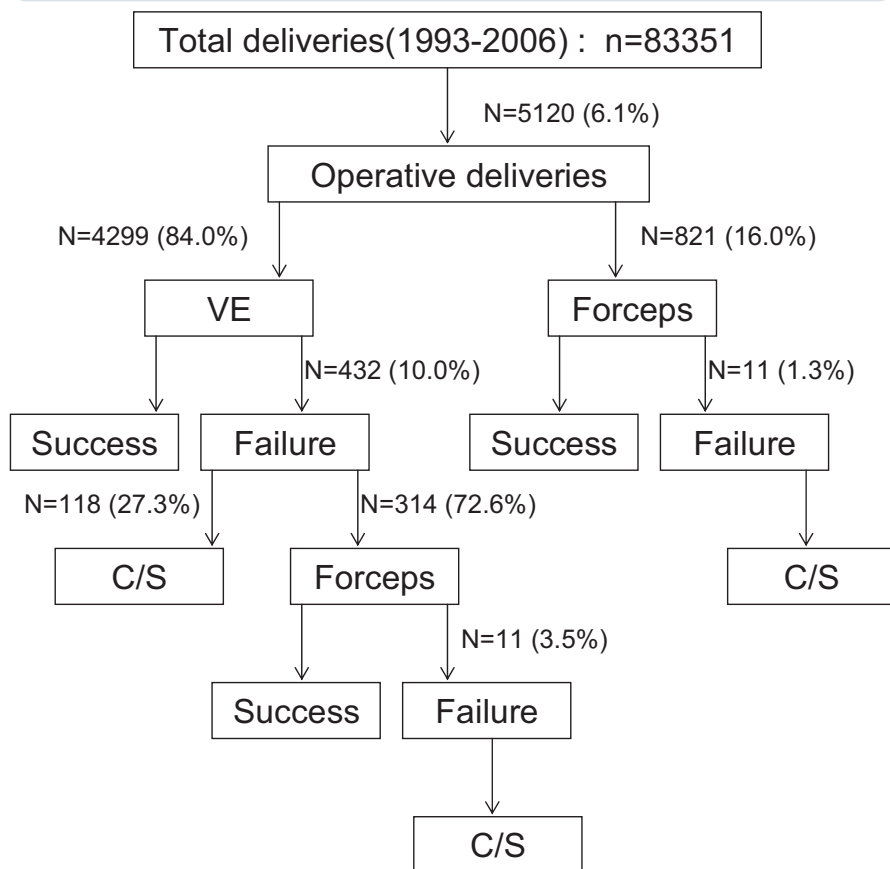 Total deliveries(1993-2006) : n=83351
N=5120 (6.1%)
Operative deliveries
N=4299 (84.0%)
N=821 (16.0%)
VE
Forceps
N=432 (10.0%)
N=11 (1.3%)
Success
Failure
Success
Failure
N=118 (27.3%)
N=314 (72.6%)
C/S
Forceps
C/S
N=11 (3.5%)
Success
Failure
C/S